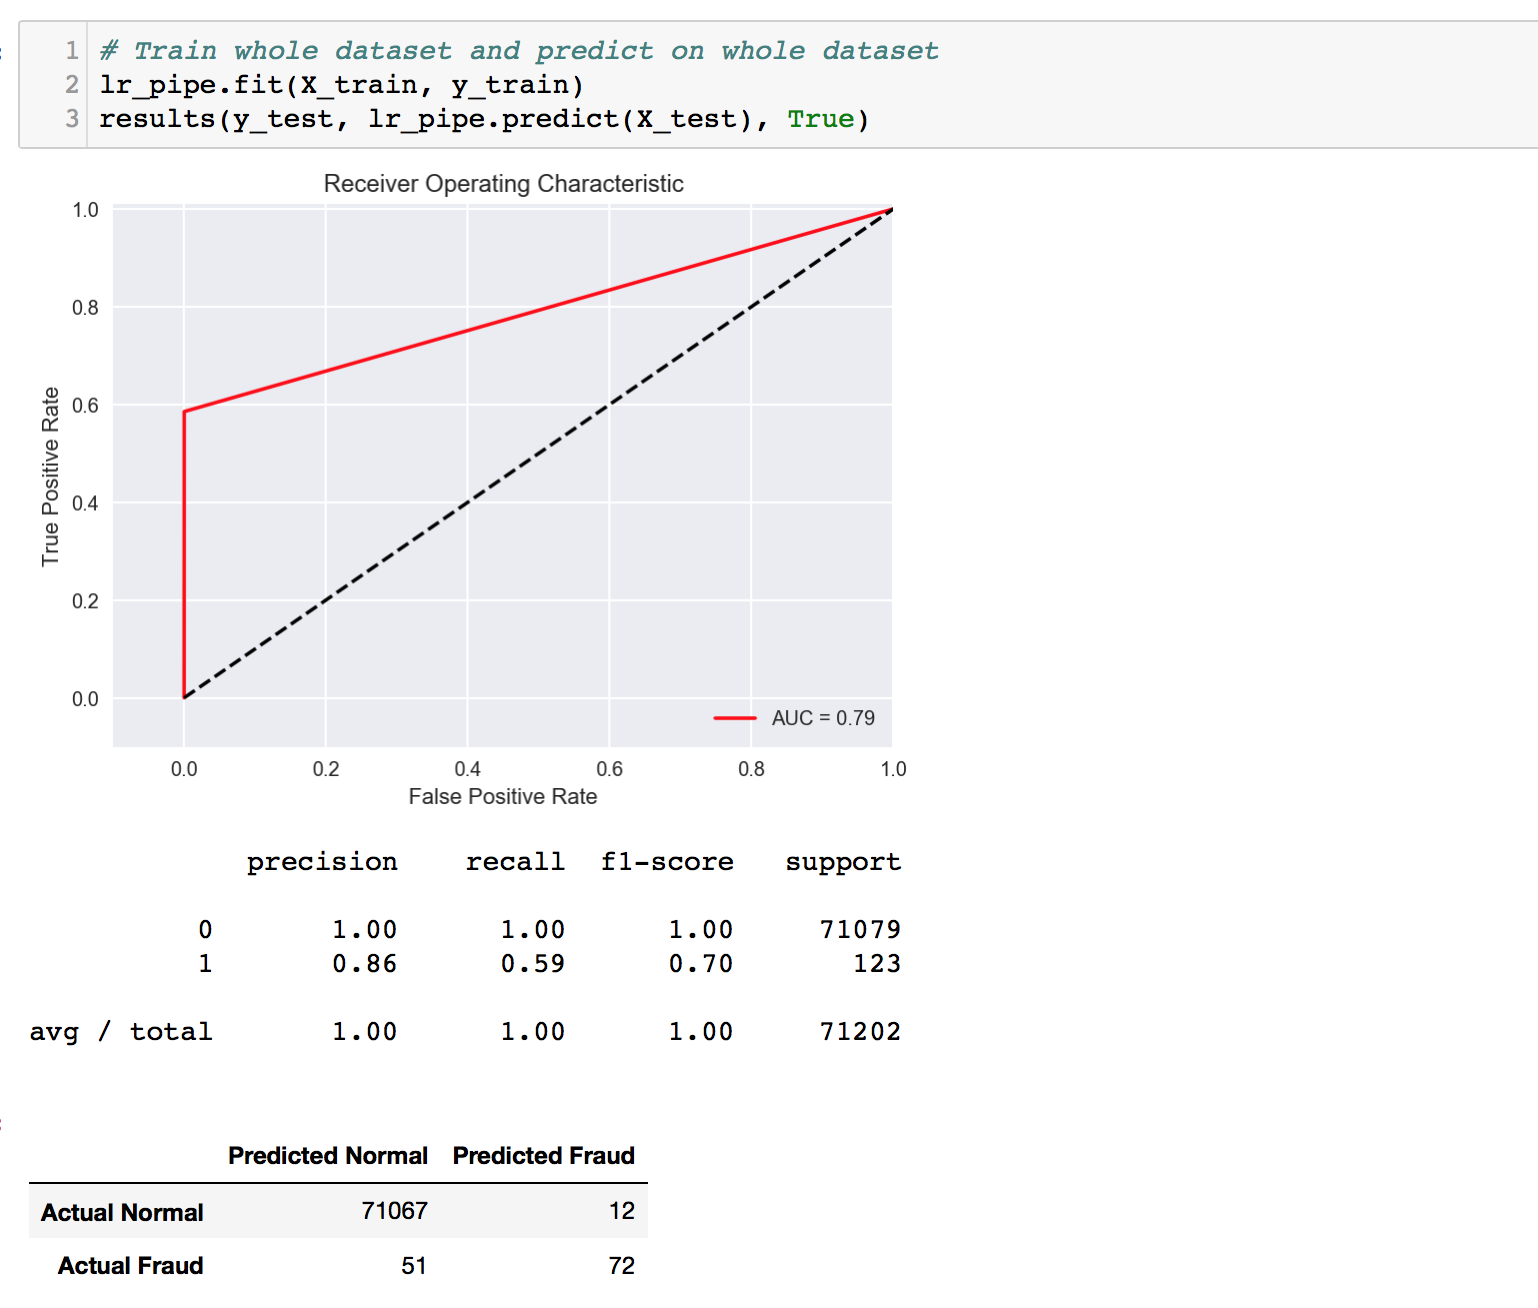 1 # Train whole dataset and predict on whole dataset
2 lr_pipe.fit(X_train, y_train)
3 results(y_test, lr_pipe.predict(X_test), True)
Receiver Operating Characteristic
1.0
0.8
0.6
0.4
0.2
0.0
True Positive Rate
AUC = 0.79
0.0 0.2 0.4 0.6 0.8 1.0
False Positive Rate
precision recall f1-score support
0 1.00 1.00 1.00 71079
1 0.86 0.59 0.70 123
avg / total 1.00 1.00 1.00 71202
Predicted Normal Predicted Fraud
Actual Normal 71067 12
Actual Fraud 51 72